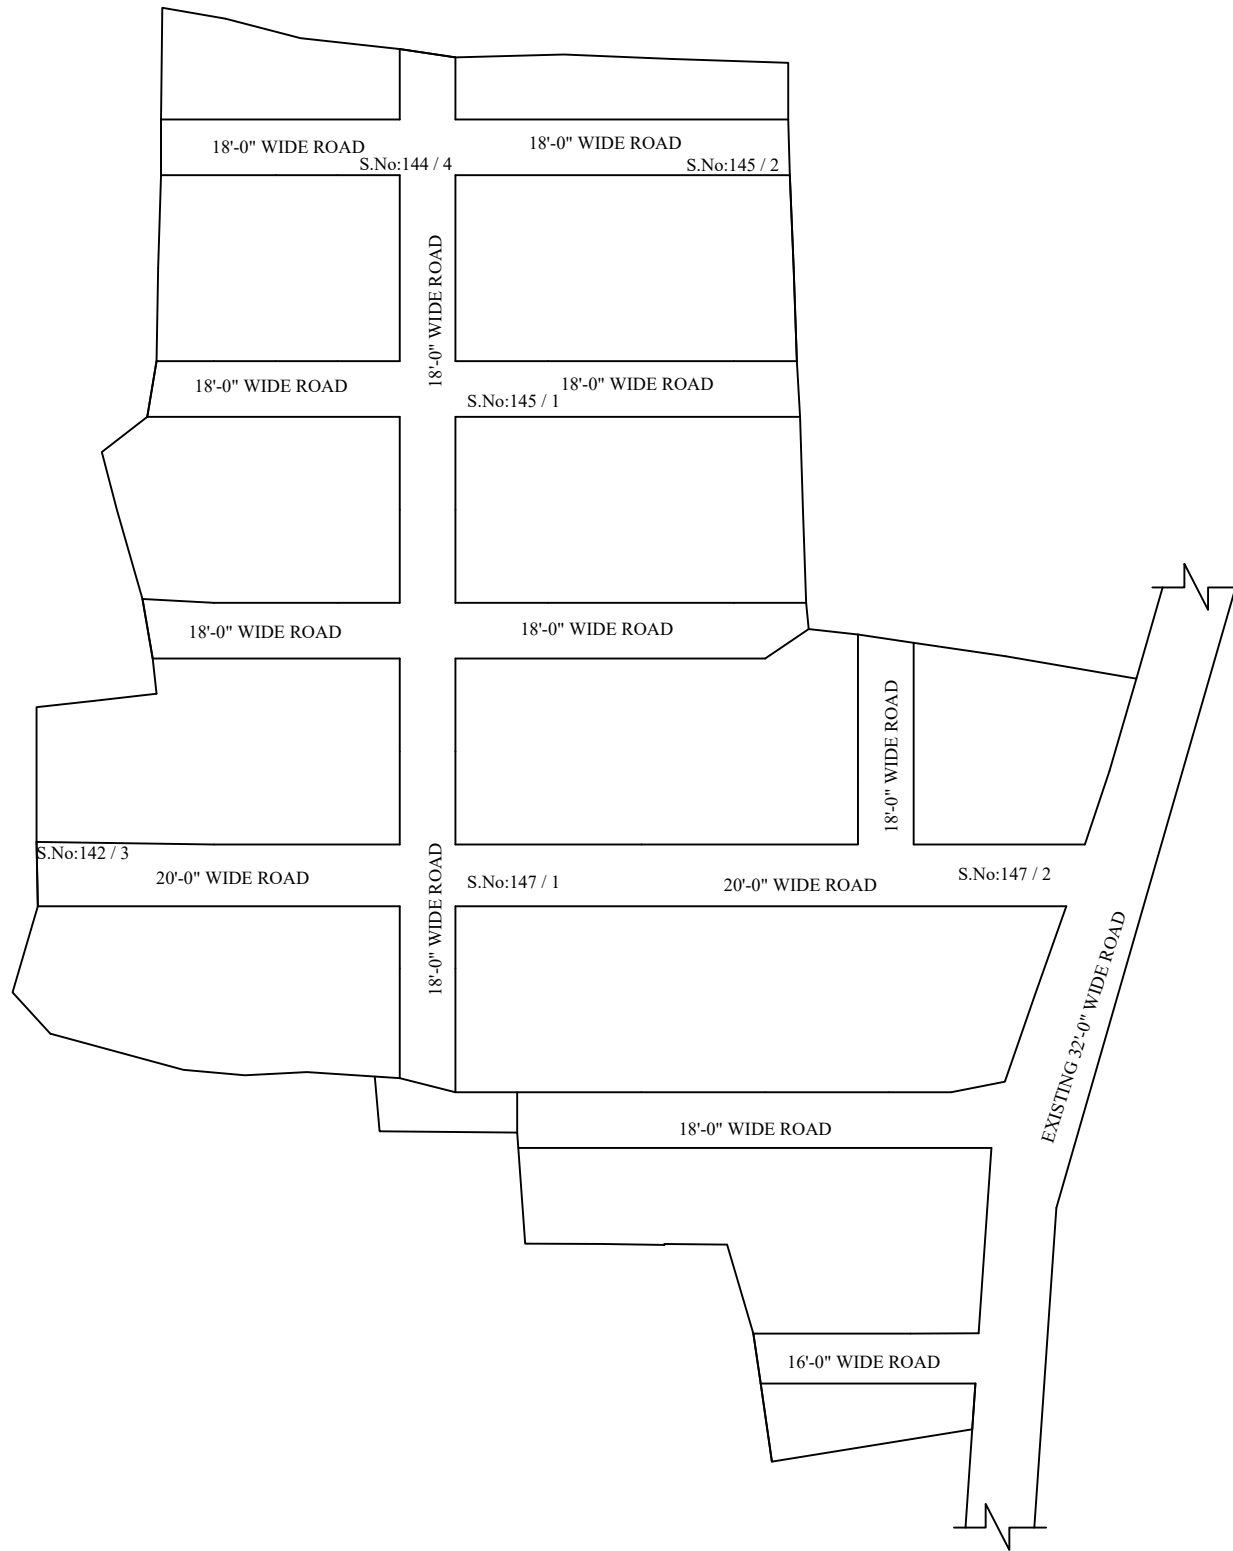 18'-0" WIDE ROAD
18'-0" WIDE ROAD
S.No:144 / 4
S.No:145 / 2
18'-0" WIDE ROAD
18'-0" WIDE ROAD
18'-0" WIDE ROAD
S.No:145 / 1
18'-0" WIDE ROAD
18'-0" WIDE ROAD
18'-0" WIDE ROAD
S.No:142 / 3
20'-0" WIDE ROAD
18'-0" WIDE ROAD
S.No:147 / 1
20'-0" WIDE ROAD
S.No:147 / 2
EXISTING 32'-0" WIDE ROAD
18'-0" WIDE ROAD
16'-0" WIDE ROAD